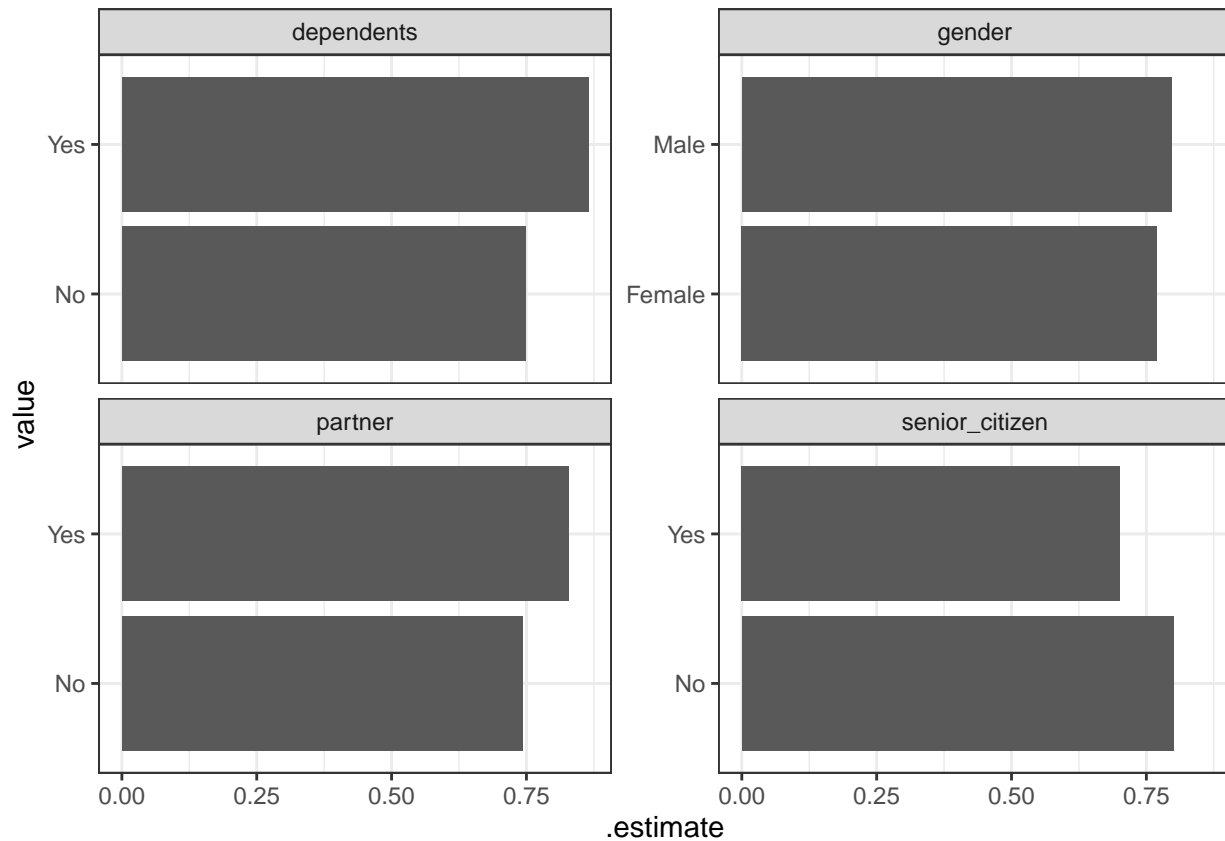 dependents
gender
Yes
No
Male
Female
partner
senior_citizen
Yes
No
Yes
No
value
0.00 0.25 0.50 0.75
0.00 0.25 0.50 0.75
.estimate